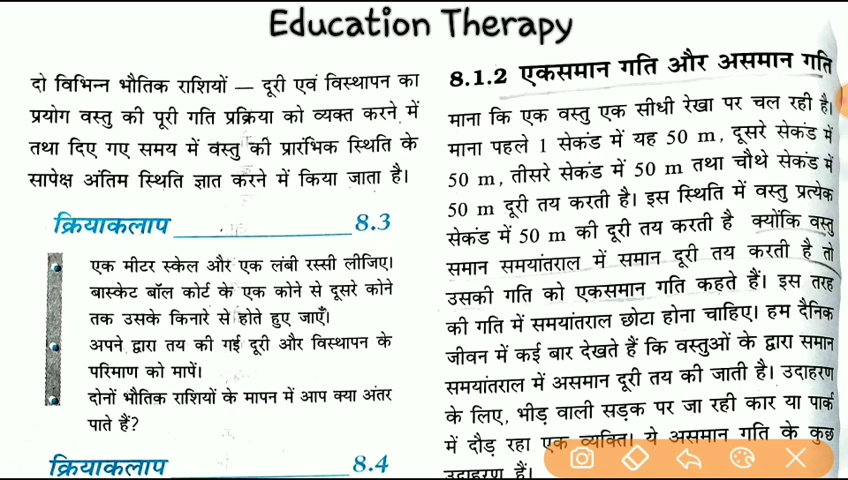 Education Therapy
दो विभिन्न भौतिक राशियों — दूरी एवं विस्थापन का
प्रयोग वस्तु की पूरी गति प्रक्रिया को व्यक्त करने में
तथा दिए गए समय में वस्तु की प्रारंभिक स्थिति के
सापेक्ष अंतिम स्थिति ज्ञात करने में किया जाता है।
क्रियाकलाप 8.3
एक मीटर स्केल और एक लंबी रस्सी लीजिए।
बास्केट बॉल कोर्ट के एक कोने से दूसरे कोने
तक उसके किनारे से होते हुए जाएँ।
अपने द्वारा तय की गई दूरी और विस्थापन के
परिमाण को मापें।
दोनों भौतिक राशियों के मापन में आप क्या अंतर
पाते हैं?
क्रियाकलाप 8.4
8.1.2 एकसमान गति और असमान गति
माना कि एक वस्तु एक सीधी रेखा पर चल रही है।
माना पहले 1 सेकंड में यह 50 m, दूसरे सेकंड में
50 m, तीसरे सेकंड में 50 m तथा चौथे सेकंड में
50 m दूरी तय करती है। इस स्थिति में वस्तु प्रत्येक
सेकंड में 50 m की दूरी तय करती है क्योंकि वस्तु
समान समयांतराल में समान दूरी तय करती है तो
उसकी गति को एकसमान गति कहते हैं। इस तरह
की गति में समयांतराल छोटा होना चाहिए। हम दैनिक
जीवन में कई बार देखते हैं कि वस्तुओं के द्वारा समान
समयांतराल में असमान दूरी तय की जाती है। उदाहरण
के लिए, भीड़ वाली सड़क पर जा रही कार या पार्क
में दौड़ रहा एक व्यक्ति। ये असमान गति के कुछ
उदाहरण हैं।